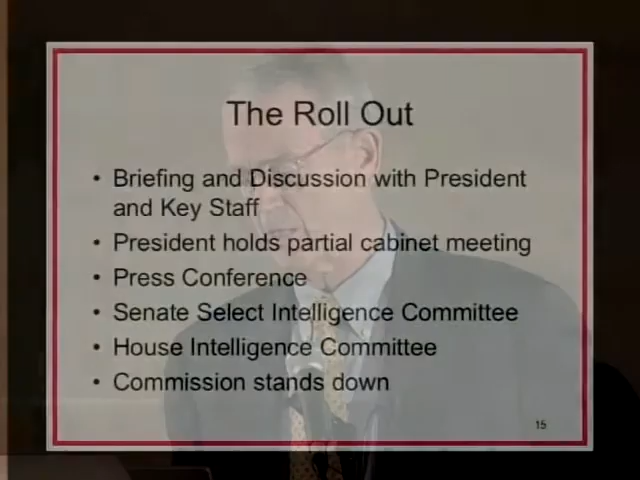 The Roll Out
• Briefing and Discussion with President
and Key Staff
• President holds partial cabinet meeting
• Press Conference
• Senate Select Intelligence Committee
• House Intelligence Committee
• Commission stands down
15